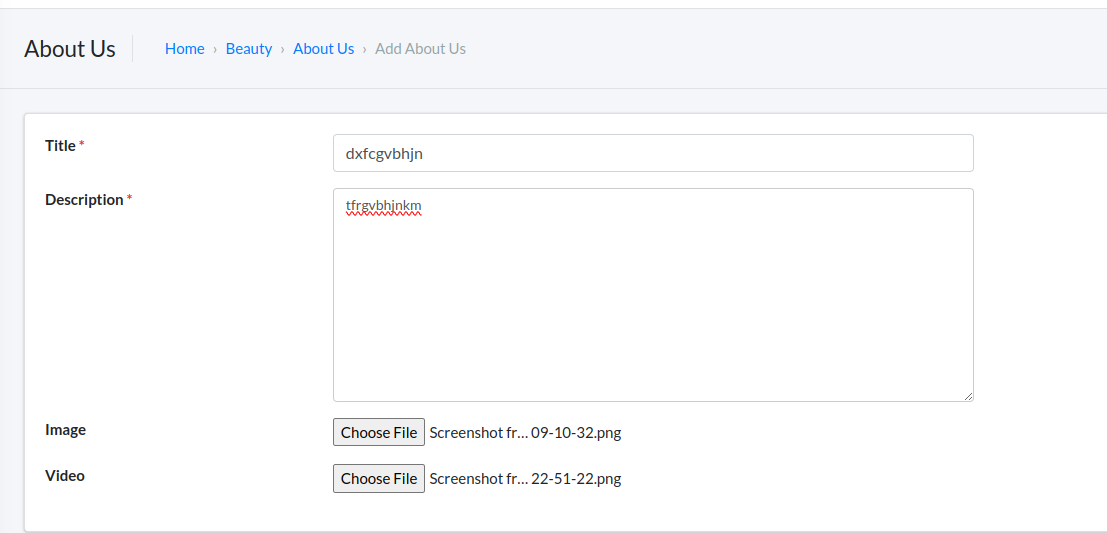 About Us
Home › Beauty › About Us › Add About Us
Title *
dxfcgvbhjn
Description *
tfrgvbhjnkm
Image
Choose File Screenshot fr... 09-10-32.png
Video
Choose File Screenshot fr... 22-51-22.png